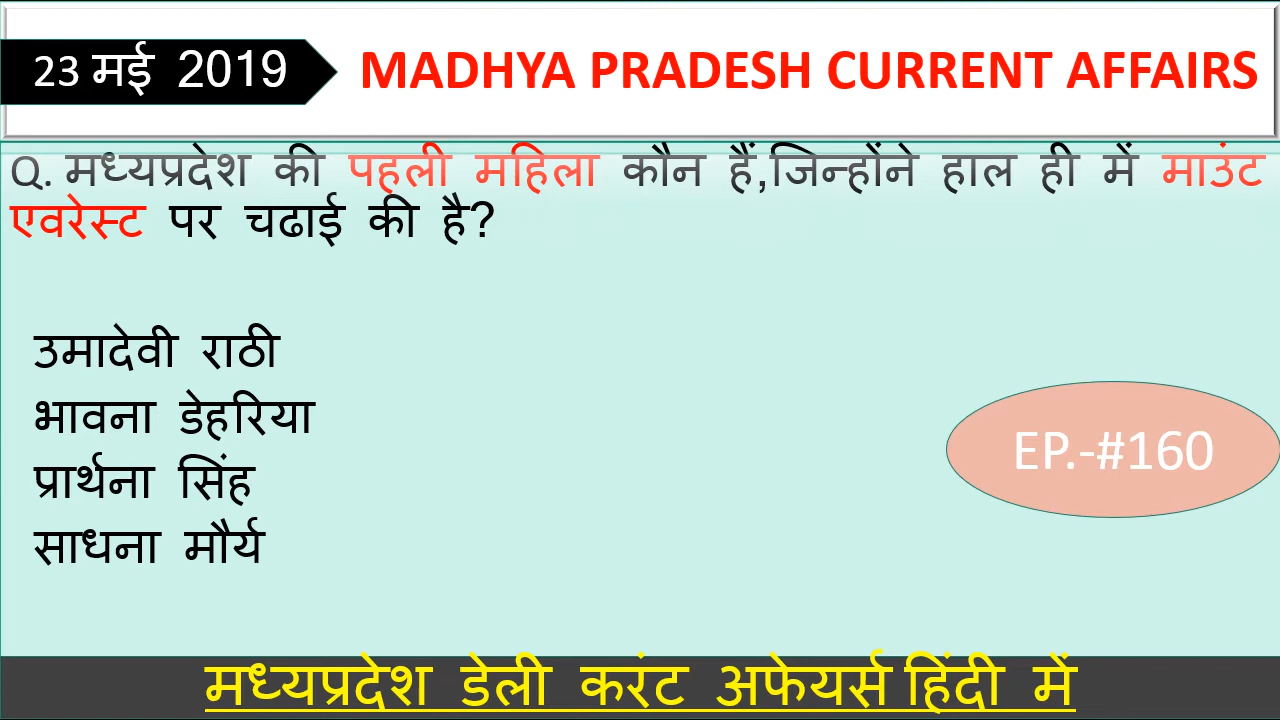 23 मई 2019
MADHYA PRADESH CURRENT AFFAIRS
Q. मध्यप्रदेश की पहली महिला कौन हैं,जिन्होंने हाल ही में माउंट
एवरेस्ट पर चढाई की है?
उमादेवी राठी
भावना डेहरिया
प्रार्थना सिंह
साधना मौर्य
EP.-#160
मध्यप्रदेश डेली करंट अफेयर्स हिंदी में